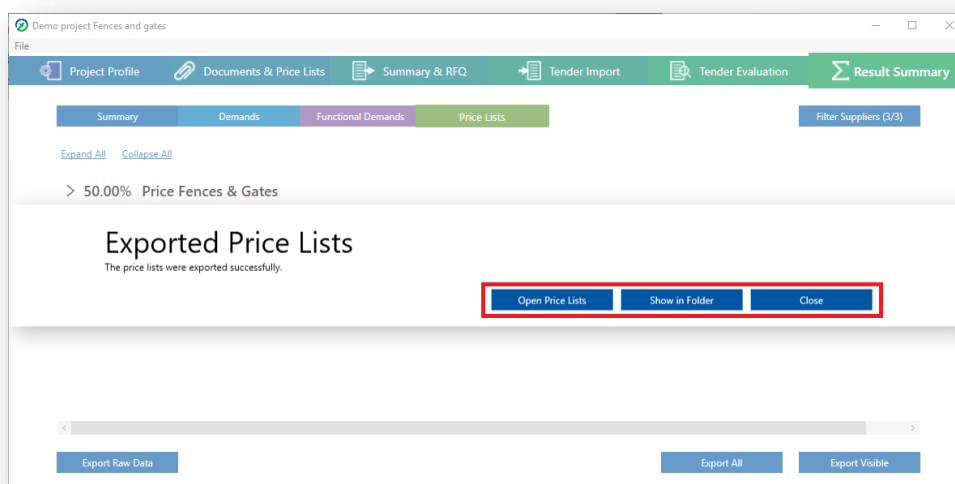 Demo project Fences and gates
File
Project Profile Documents & Price Lists Summary & RFQ Tender Import Tender Evaluation Result Summary
Summary Demands Functional Demands Price Lists Filter Suppliers (3/3)
Expand All Collapse All
50.00% Price Fences & Gates
Exported Price Lists
The price lists were exported successfully.
Open Price Lists Show in Folder Close
Export Raw Data Export All Export Visible